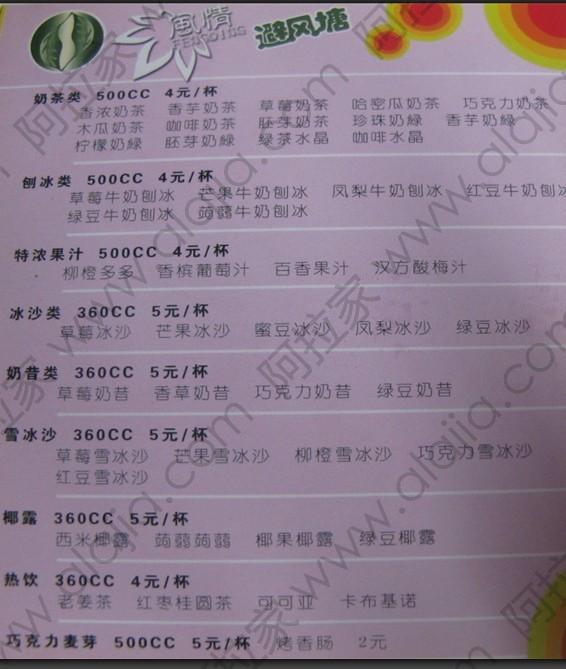 風情 避风塘
FENGQING
奶茶类 500CC 4元/杯
香浓奶茶 香芋奶茶 草莓奶茶 哈密瓜奶茶 巧克力奶茶
木瓜奶茶 咖啡奶茶 胚芽奶茶 珍珠奶綠 香芋奶綠
柠檬奶綠 胚芽奶綠 绿茶水晶 咖啡水晶
刨冰类 500CC 4元/杯
草莓牛奶刨冰 芒果牛奶刨冰 凤梨牛奶刨冰 红豆牛奶刨冰
绿豆牛奶刨冰 蒟蒻牛奶刨冰
特浓果汁 500CC 4元/杯
柳橙多多 香槟葡萄汁 百香果汁 汉方酸梅汁
冰沙类 360CC 5元/杯
草莓冰沙 芒果冰沙 蜜豆冰沙 凤梨冰沙 绿豆冰沙
奶昔类 360CC 5元/杯
草莓奶昔 香草奶昔 巧克力奶昔 绿豆奶昔
雪冰沙 360CC 5元/杯
草莓雪冰沙 芒果雪冰沙 柳橙雪冰沙 巧克力雪冰沙
红豆雪冰沙
椰露 360CC 5元/杯
西米椰露 蒟蒻蒟蒻 椰果椰露 绿豆椰露
热饮 360CC 4元/杯
老姜茶 红枣桂圆茶 可可亚 卡布基诺
巧克力麦芽 500CC 5元/杯 烤香肠 2元
阿拉家 www.alajia.com